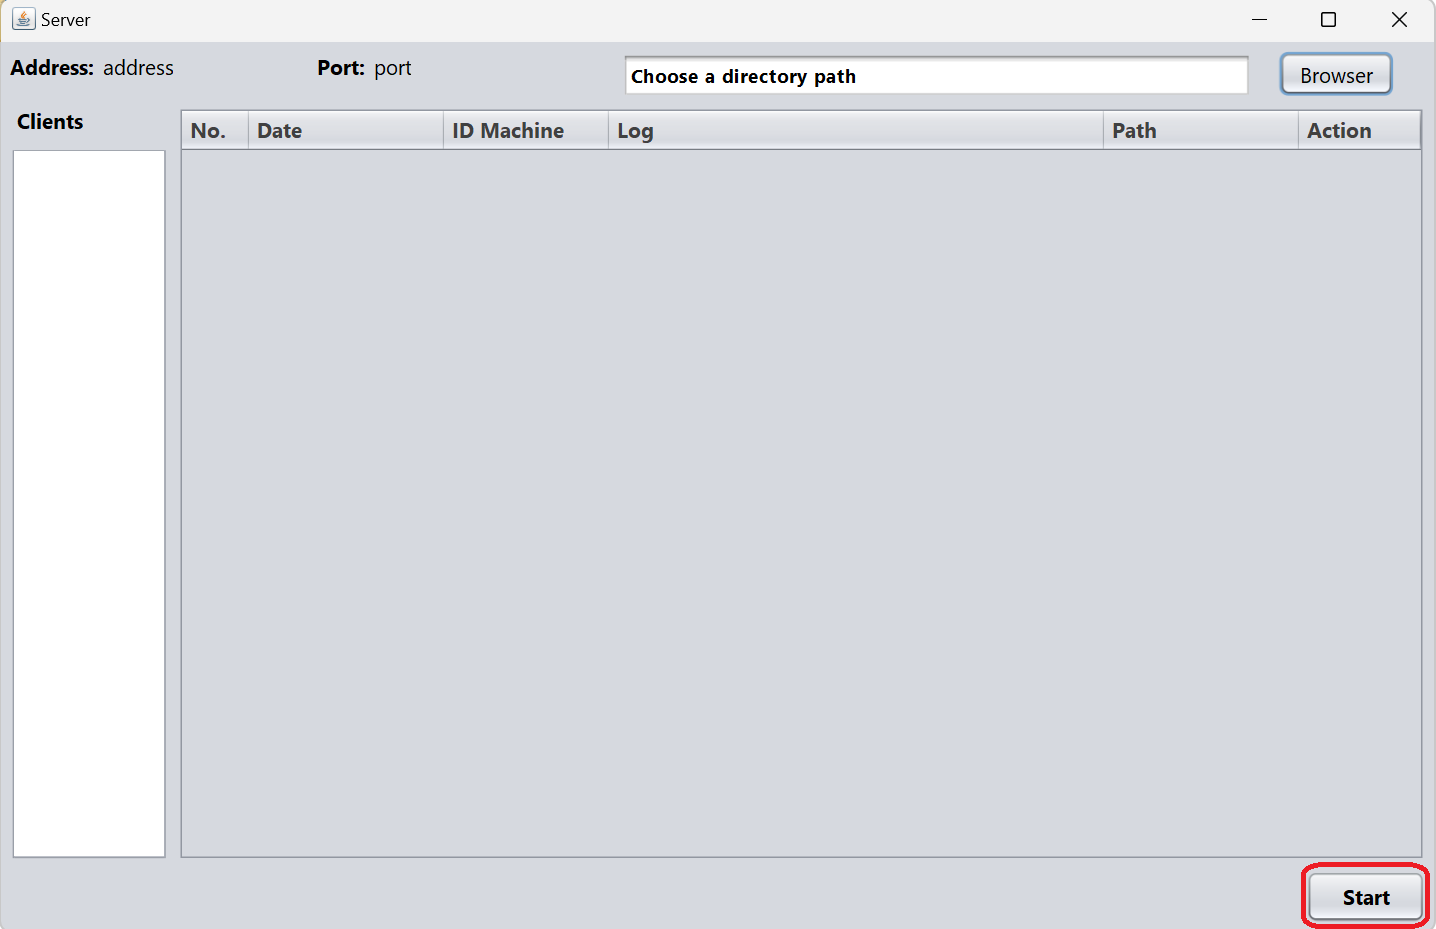 Server
Address: address Port: port Choose a directory path Browser
Clients
No. Date ID Machine Log Path Action
Start